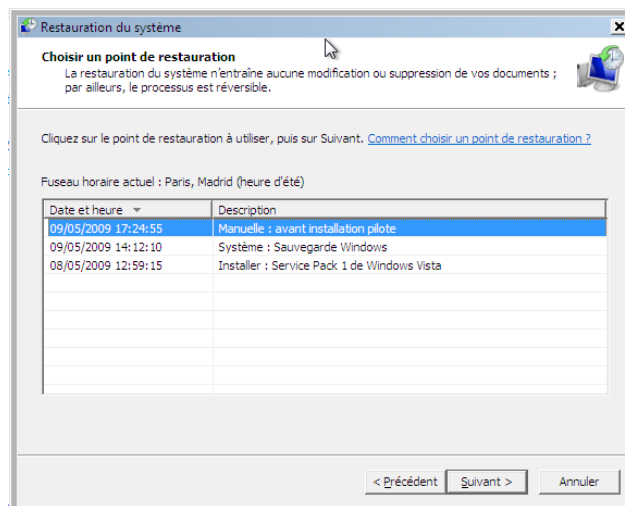 Restauration du système
Choisir un point de restauration
La restauration du système n'entraîne aucune modification ou suppression de vos documents ;
par ailleurs, le processus est réversible.
Cliquez sur le point de restauration à utiliser, puis sur Suivant. Comment choisir un point de restauration ?
Fuseau horaire actuel : Paris, Madrid (heure d'été)
Date et heure Description
09/05/2009 17:24:55 Manuelle : avant installation pilote
09/05/2009 14:12:10 Système : Sauvegarde Windows
08/05/2009 12:59:15 Installer : Service Pack 1 de Windows Vista
< Précédent Suivant > Annuler